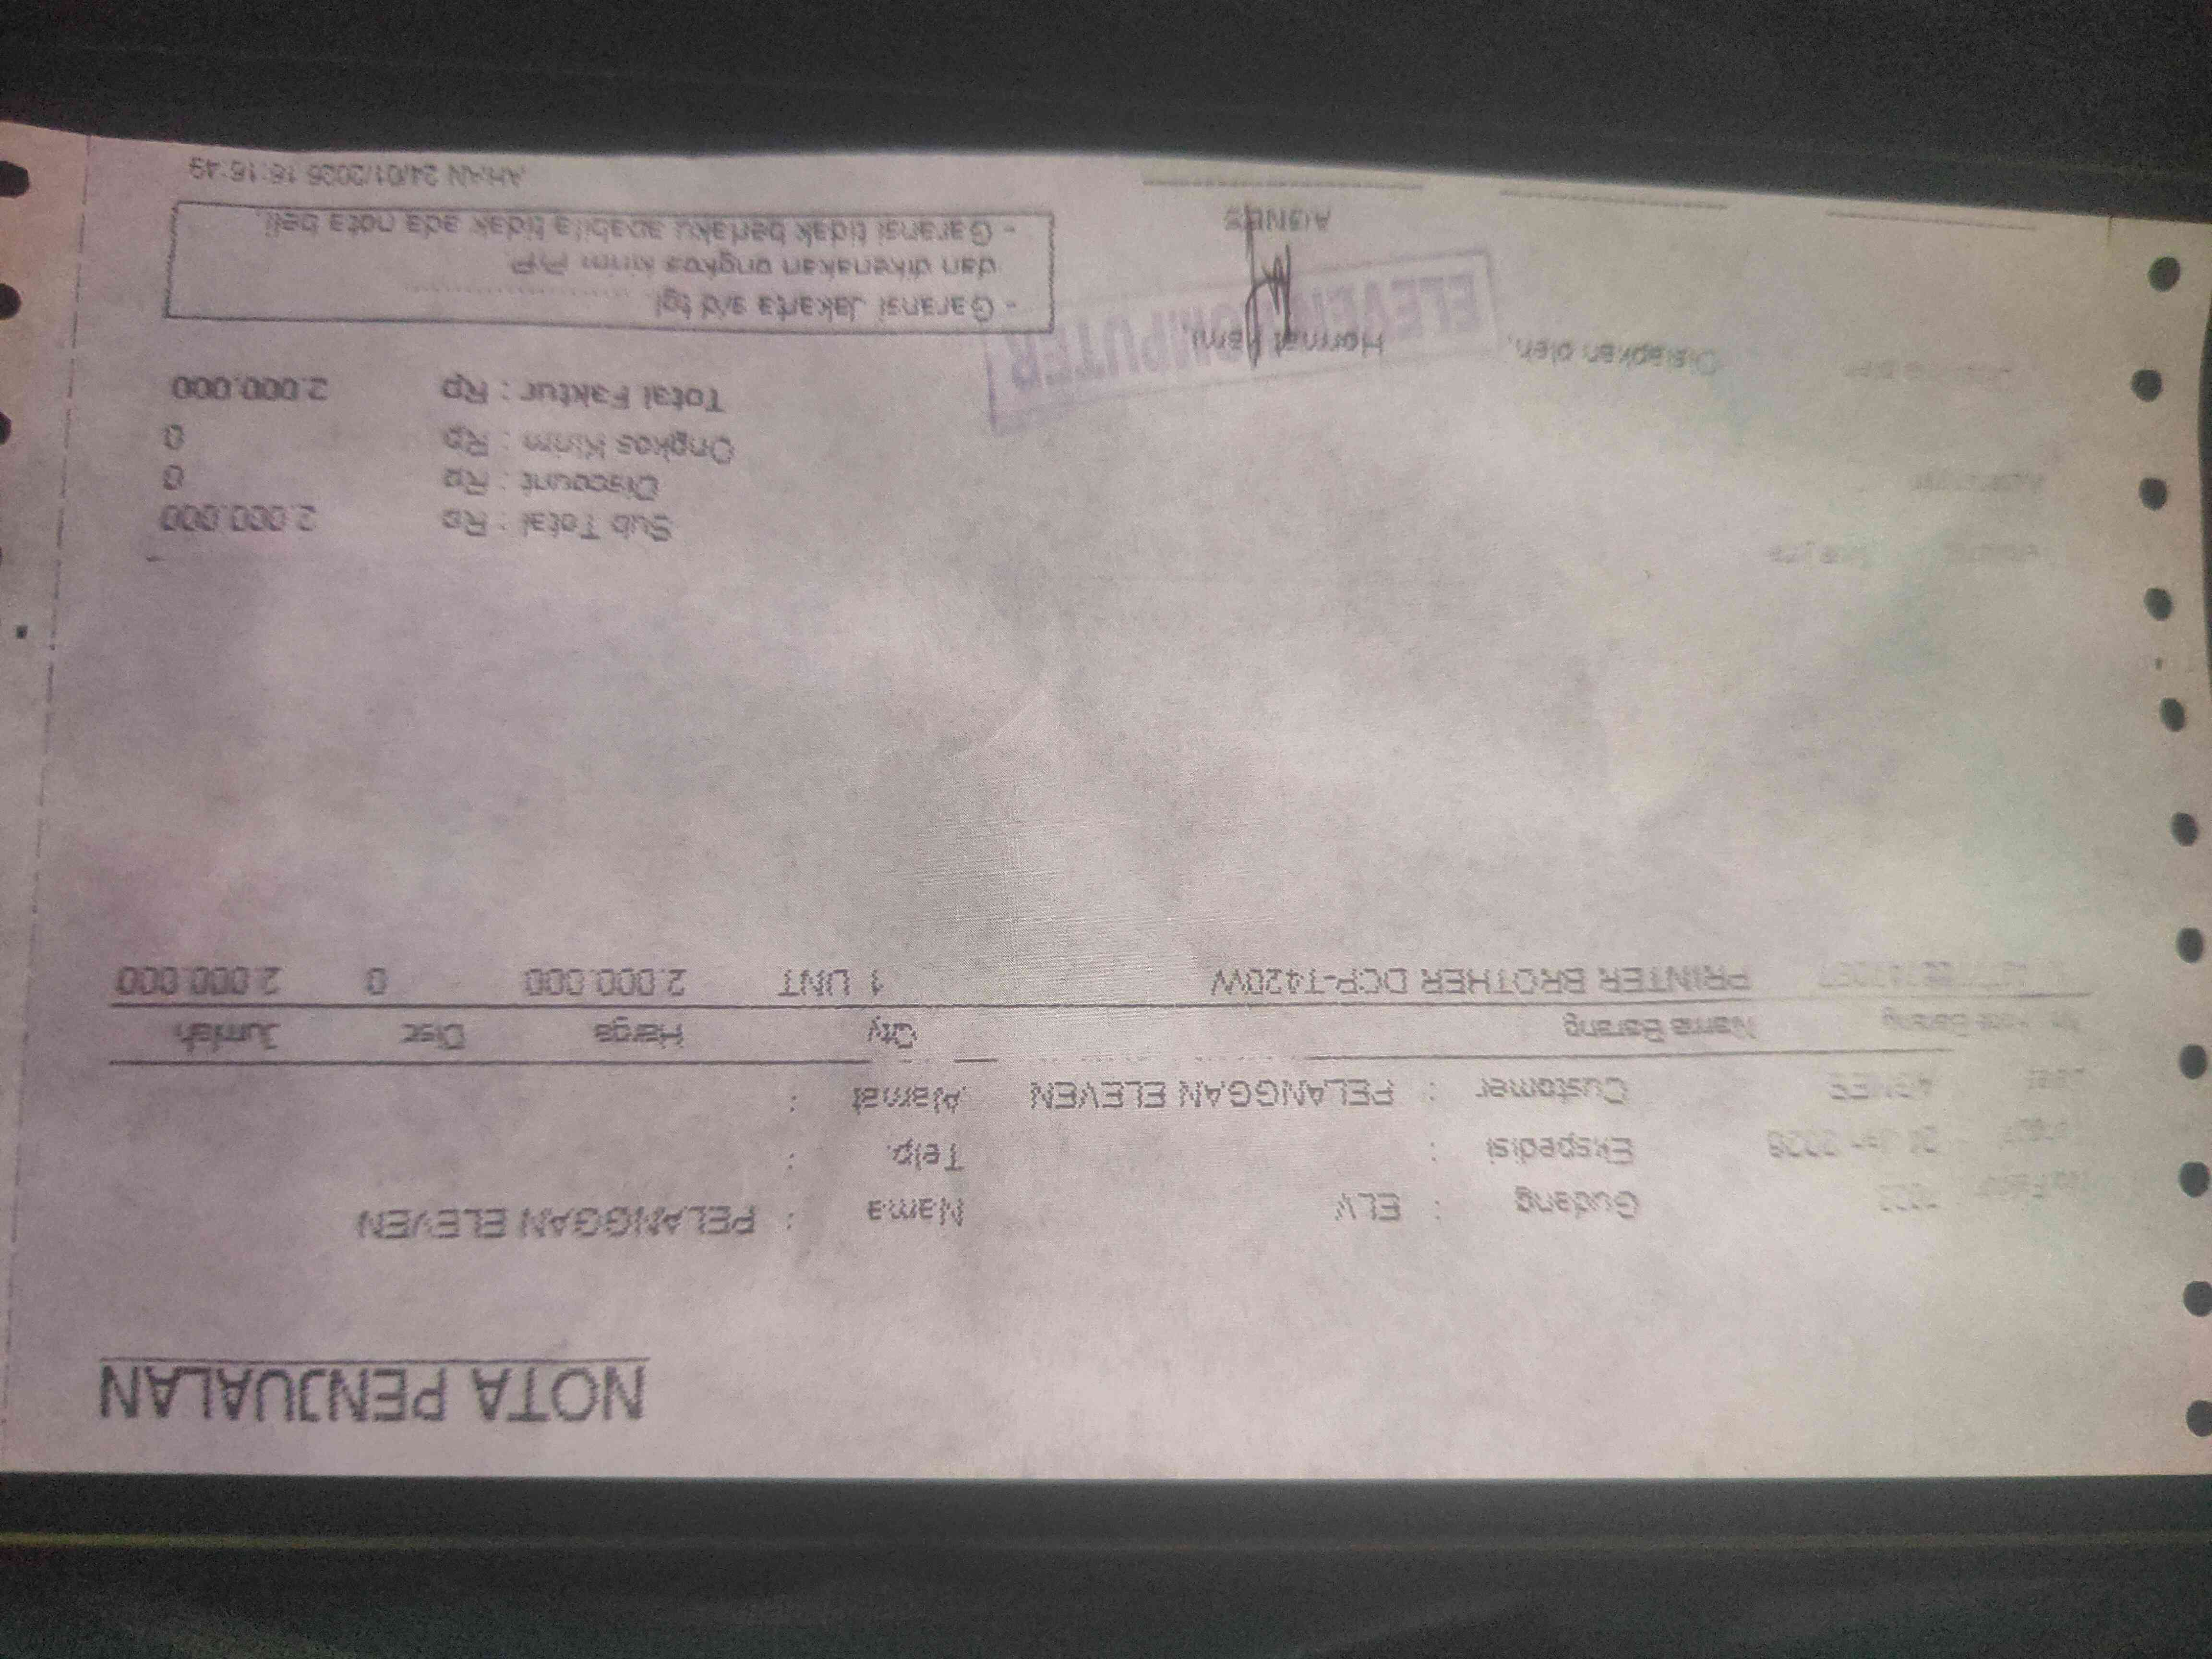 NOTA PENJUALAN
Gudang : ELV Nama : PELANGGAN ELEVEN
Ekspedisi : Telp. :
AGNES Customer : PELANGGAN ELEVEN Alamat :
Nama Barang Qty Harga Disc Jumlah
PRINTER BROTHER DCP-T420W 1 UNT 2.000.000 0 2.000.000
Sub Total : Rp 2.000.000
Discount : Rp 0
Ongkos Kirim : Rp 0
Total Faktur : Rp 2.000.000
Disiapkan oleh, Hormat Kami,
ELEVEN KOMPUTER
- Garansi Jakarta s/d tgl
dan dikenakan ongkos kirim P.P.
- Garansi tidak berlaku apabila tidak ada nota beli.
AGNES
24/01/2026 16:16:49